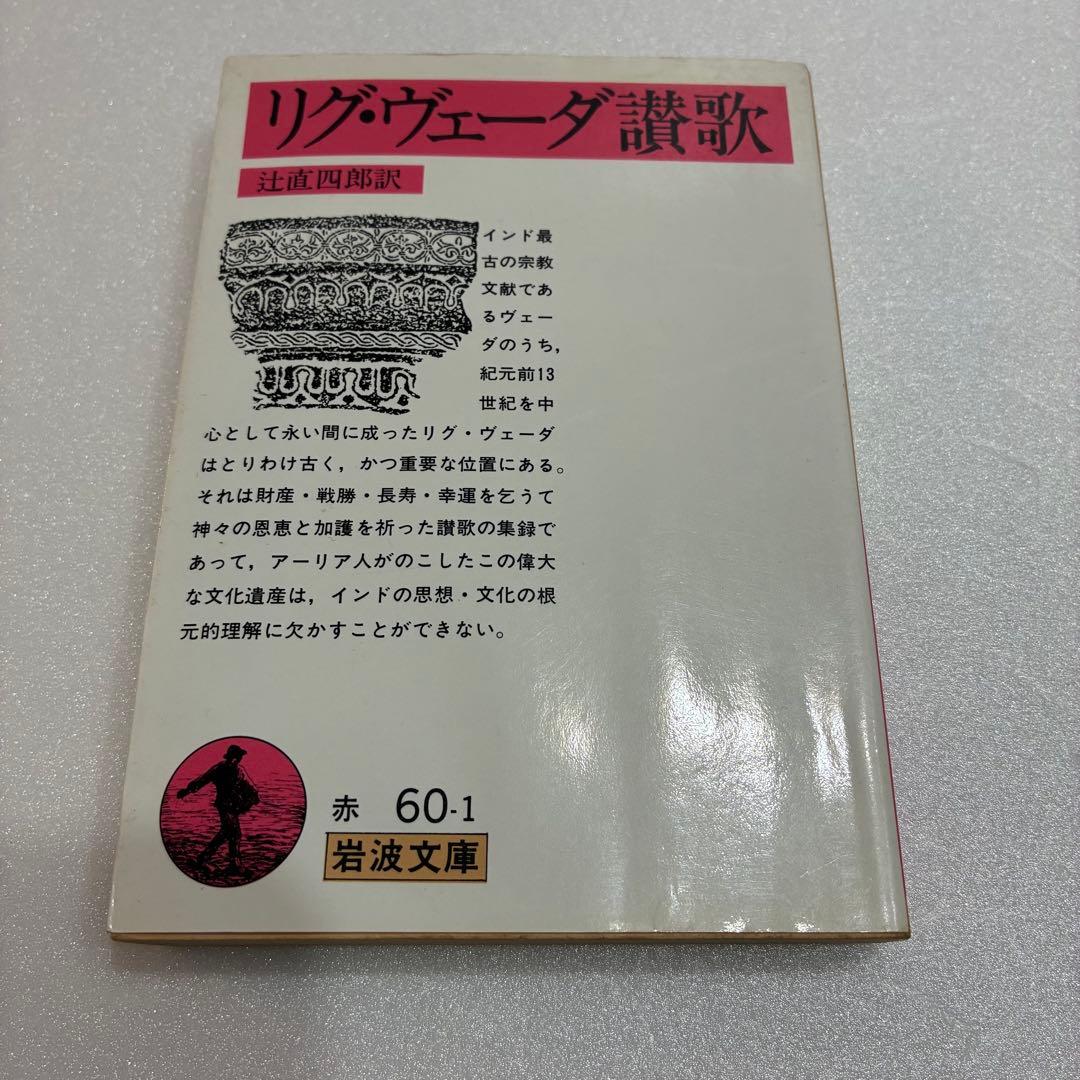 リグ・ヴェーダ讃歌
辻直四郎訳
インド最
古の宗教
文献であ
るヴェー
ダのうち,
紀元前13
世紀を中
心として永い間に成ったリグ・ヴェーダ
はとりわけ古く,かつ重要な位置にある。
それは財産・戦勝・長寿・幸運を乞うて
神々の恩恵と加護を祈った讃歌の集録で
あって,アーリア人がのこしたこの偉大
な文化遺産は,インドの思想・文化の根
元的理解に欠かすことができない。
赤 60-1
岩波文庫